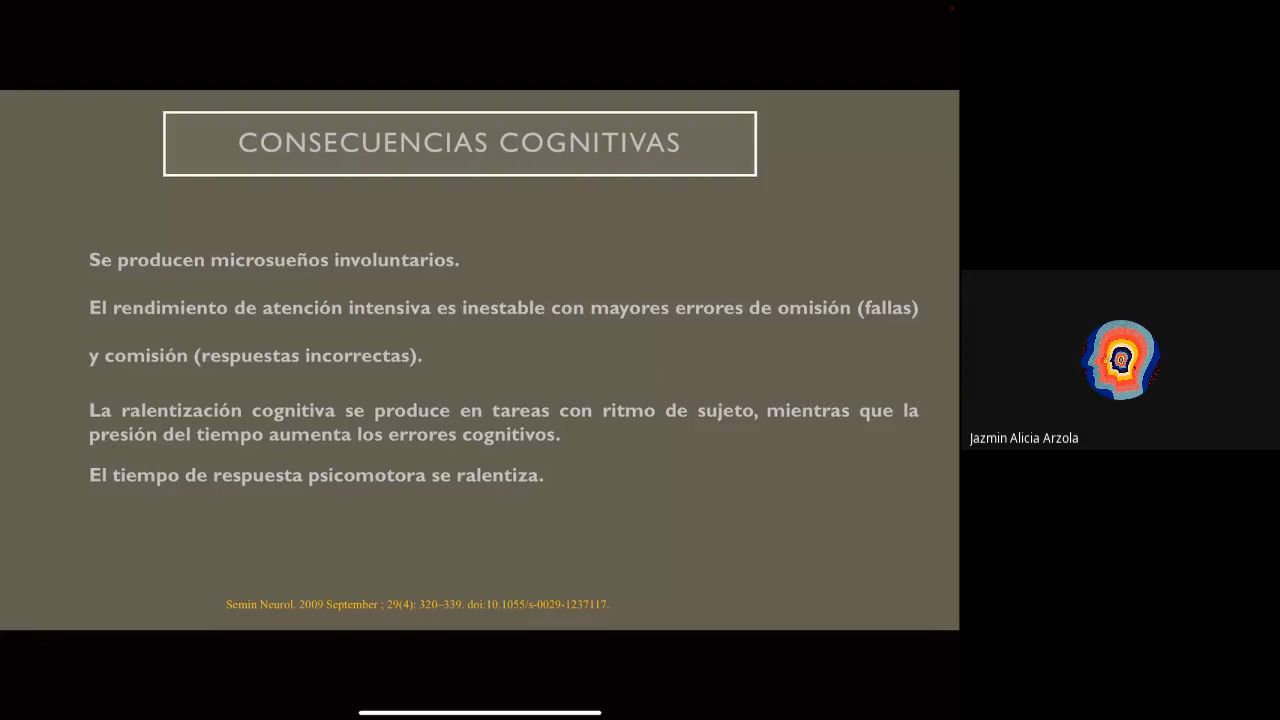 CONSECUENCIAS COGNITIVAS
Se producen microsueños involuntarios.
El rendimiento de atención intensiva es inestable con mayores errores de omisión (fallas)
y comisión (respuestas incorrectas).
La ralentización cognitiva se produce en tareas con ritmo de sujeto, mientras que la
presión del tiempo aumenta los errores cognitivos.
El tiempo de respuesta psicomotora se ralentiza.
Semin Neurol. 2009 September ; 29(4): 320–339. doi:10.1055/s-0029-1237117.
Jazmin Alicia Arzola